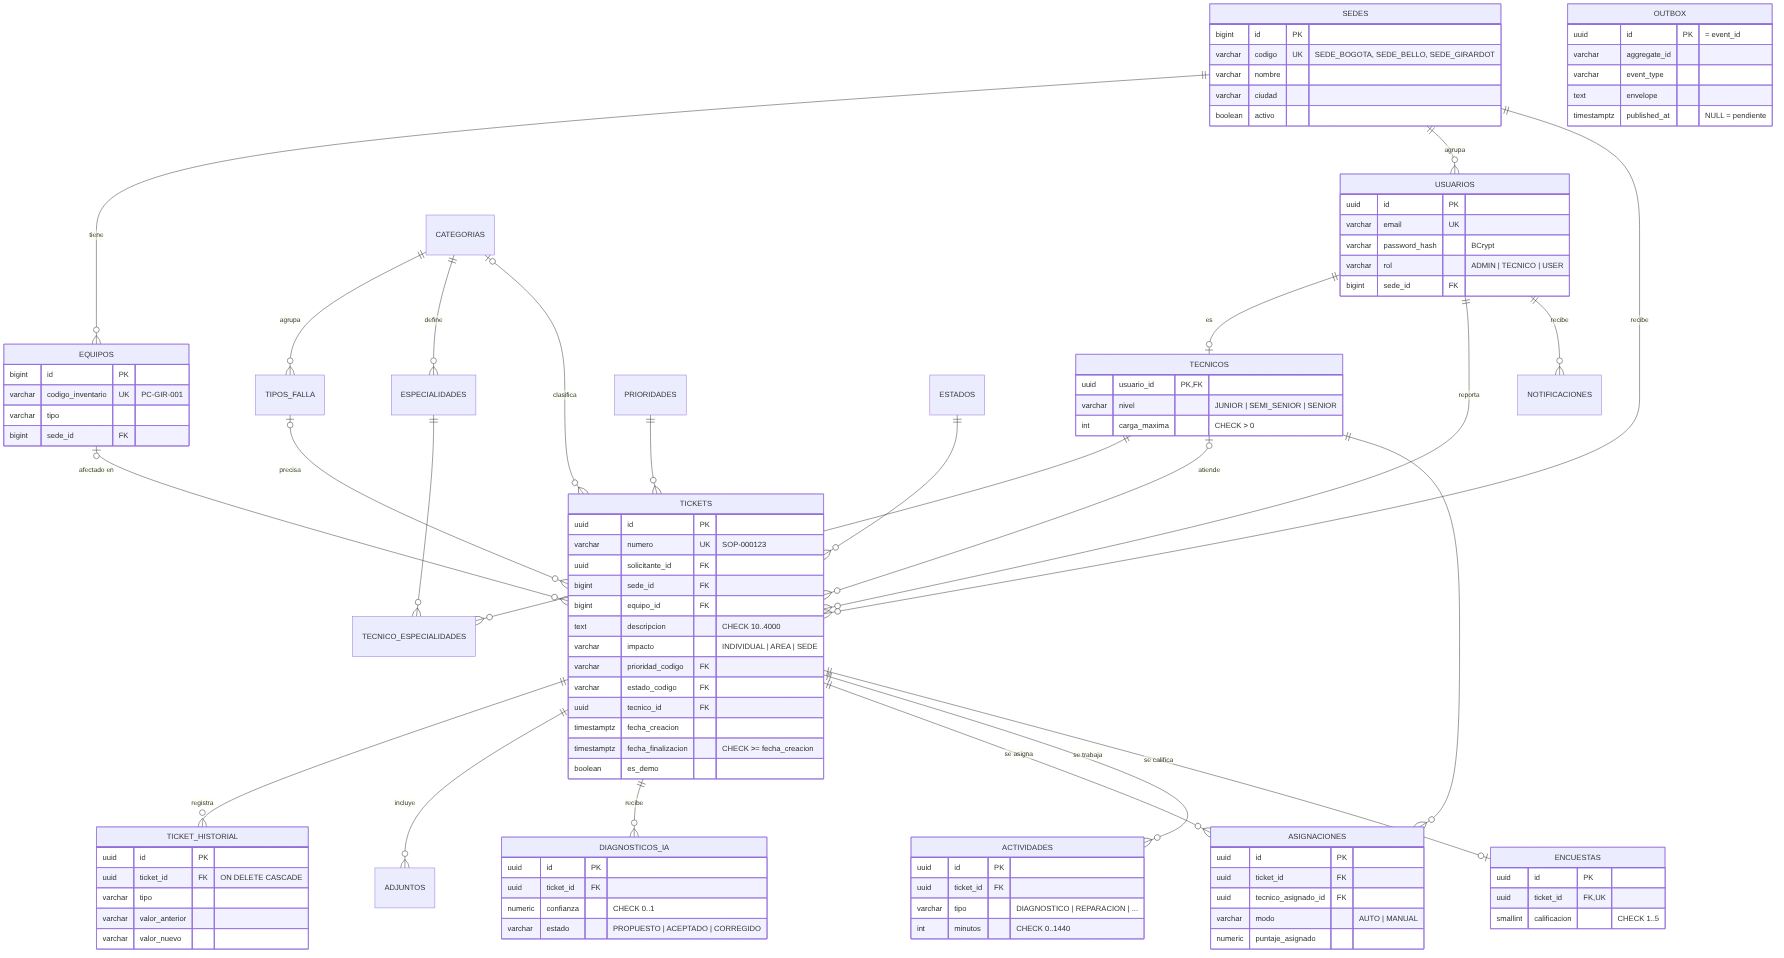 SEDES
bigint id PK
varchar codigo UK SEDE_BOGOTA, SEDE_BELLO, SEDE_GIRARDOT
varchar nombre
varchar ciudad
boolean activo
OUTBOX
uuid id PK = event_id
varchar aggregate_id
varchar event_type
text envelope
timestamptz published_at NULL = pendiente
agrupa
USUARIOS
uuid id PK
varchar email UK
varchar password_hash BCrypt
varchar rol ADMIN | TECNICO | USER
bigint sede_id FK
tiene
CATEGORIAS
agrupa
define
clasifica
es
recibe
recibe
EQUIPOS
bigint id PK
varchar codigo_inventario UK PC-GIR-001
varchar tipo
bigint sede_id FK
TIPOS_FALLA
ESPECIALIDADES
PRIORIDADES
ESTADOS
TECNICOS
uuid usuario_id PK,FK
varchar nivel JUNIOR | SEMI_SENIOR | SENIOR
int carga_maxima CHECK > 0
reporta
NOTIFICACIONES
afectado en
precisa
atiende
TICKETS
uuid id PK
varchar numero UK SOP-000123
uuid solicitante_id FK
bigint sede_id FK
bigint equipo_id FK
text descripcion CHECK 10..4000
varchar impacto INDIVIDUAL | AREA | SEDE
varchar prioridad_codigo FK
varchar estado_codigo FK
uuid tecnico_id FK
timestamptz fecha_creacion
timestamptz fecha_finalizacion CHECK >= fecha_creacion
boolean es_demo
TECNICO_ESPECIALIDADES
registra
incluye
recibe
se asigna
se trabaja
se califica
TICKET_HISTORIAL
uuid id PK
uuid ticket_id FK ON DELETE CASCADE
varchar tipo
varchar valor_anterior
varchar valor_nuevo
ADJUNTOS
DIAGNOSTICOS_IA
uuid id PK
uuid ticket_id FK
numeric confianza CHECK 0..1
varchar estado PROPUESTO | ACEPTADO | CORREGIDO
ACTIVIDADES
uuid id PK
uuid ticket_id FK
varchar tipo DIAGNOSTICO | REPARACION | ...
int minutos CHECK 0..1440
ASIGNACIONES
uuid id PK
uuid ticket_id FK
uuid tecnico_asignado_id FK
varchar modo AUTO | MANUAL
numeric puntaje_asignado
ENCUESTAS
uuid id PK
uuid ticket_id FK,UK
smallint calificacion CHECK 1..5